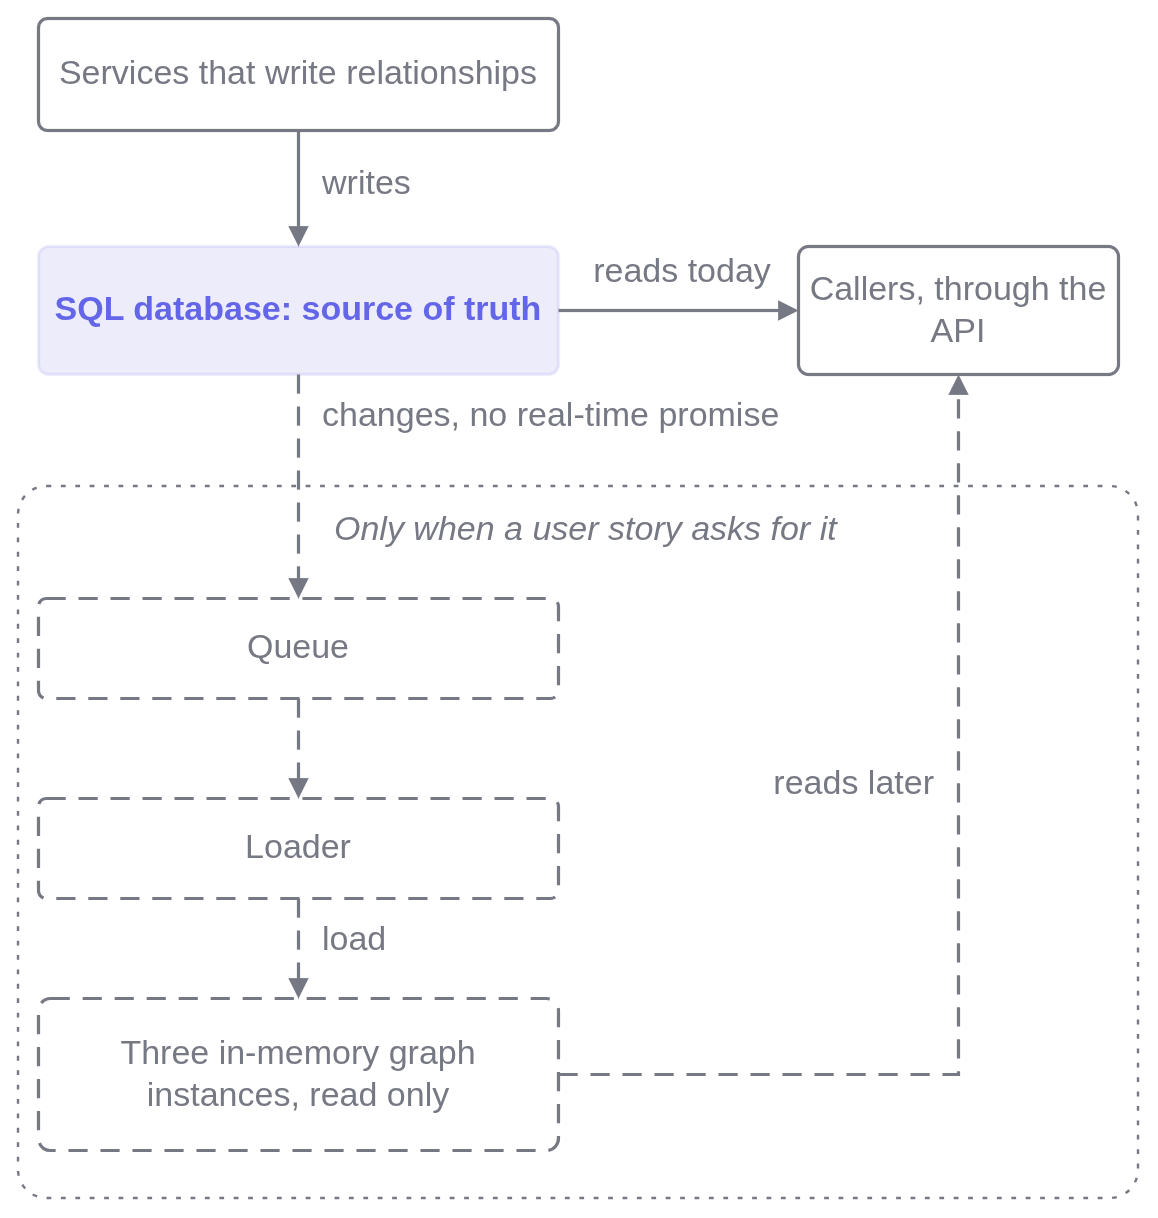 Services that write relationships
writes
SQL database: source of truth
reads today
Callers, through the
API
changes, no real-time promise
Only when a user story asks for it
Queue
Loader
reads later
load
Three in-memory graph
instances, read only